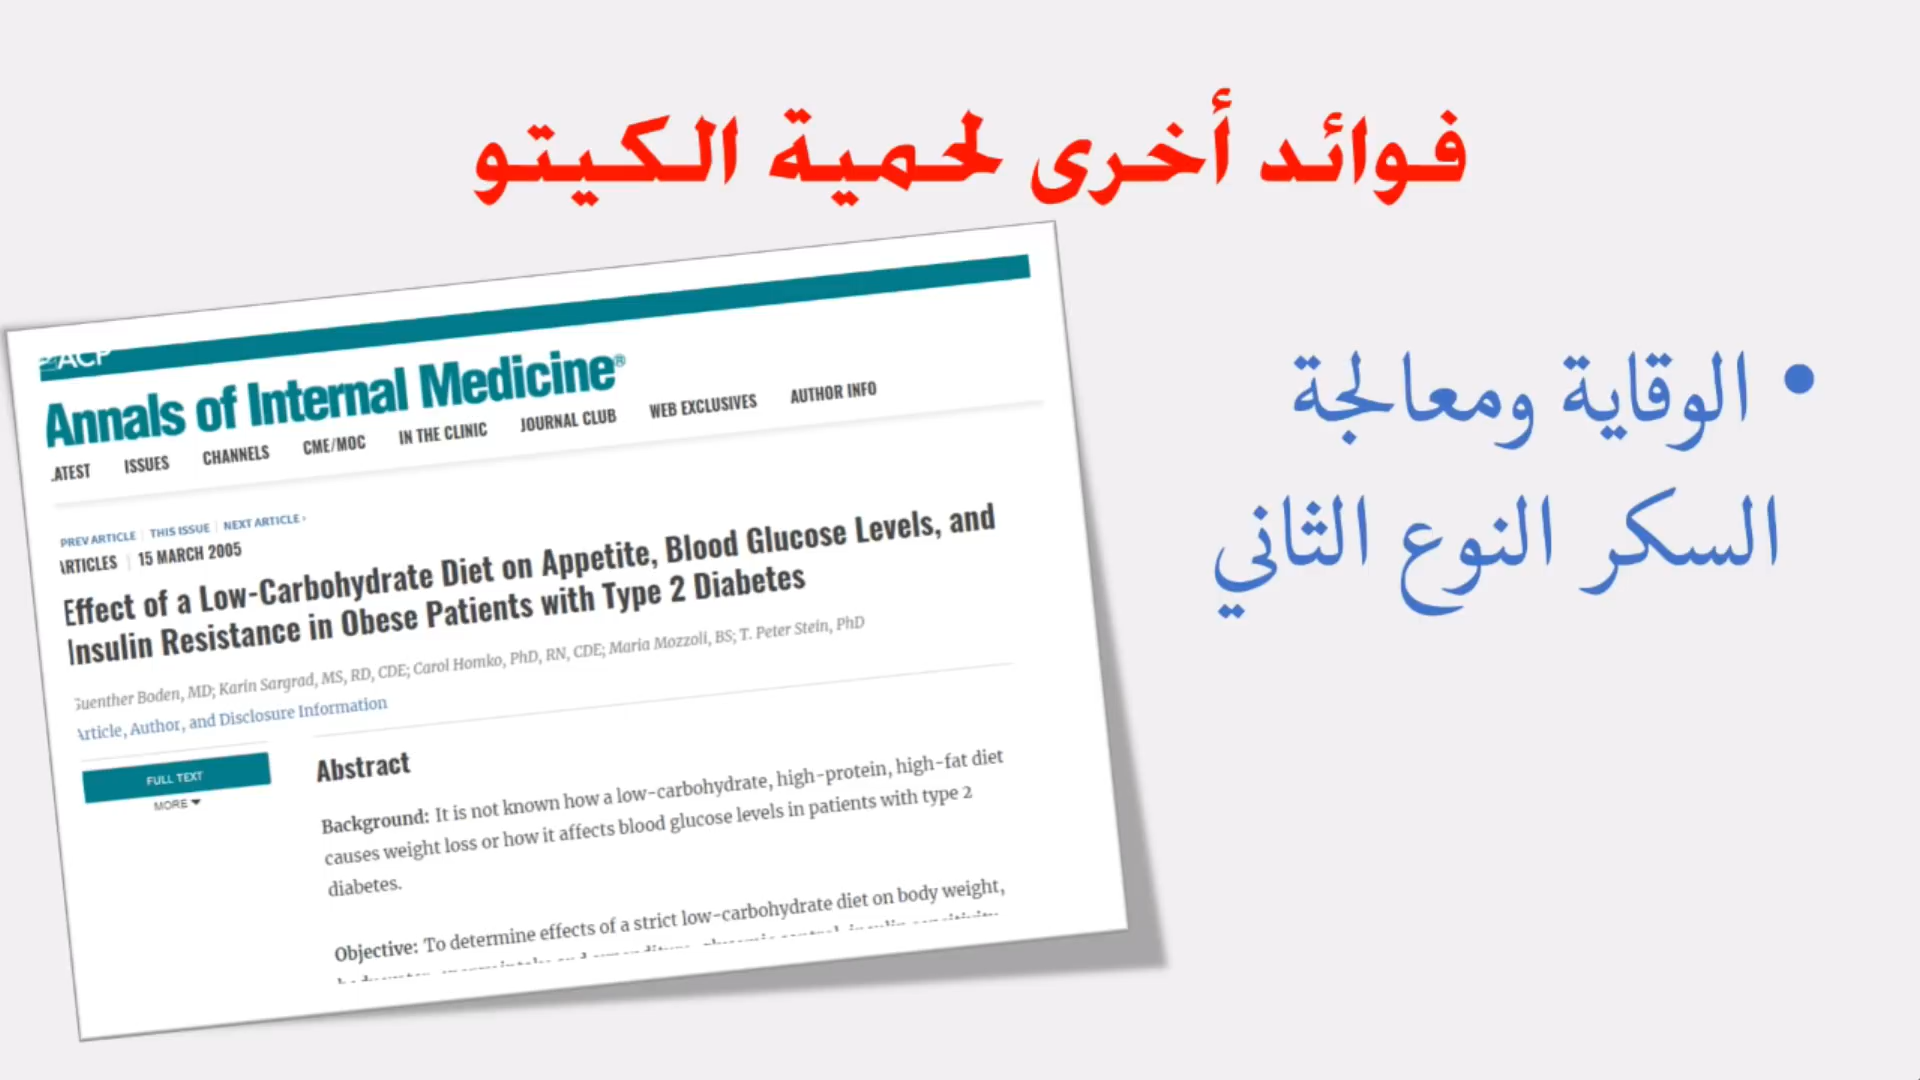 فوائد أخرى لحمية الكيتو
• الوقاية ومعالجة
السكر النوع الثاني
ACP
Annals of Internal Medicine®
.ATEST ISSUES CHANNELS CME/MOC IN THE CLINIC JOURNAL CLUB WEB EXCLUSIVES AUTHOR INFO
PREV ARTICLE | THIS ISSUE | NEXT ARTICLE ›
ARTICLES | 15 MARCH 2005
Effect of a Low-Carbohydrate Diet on Appetite, Blood Glucose Levels, and
Insulin Resistance in Obese Patients with Type 2 Diabetes
Guenther Boden, MD; Karin Sargrad, MS, RD, CDE; Carol Homko, PhD, RN, CDE; Maria Mozzoli, BS; T. Peter Stein, PhD
Article, Author, and Disclosure Information
FULL TEXT
MORE ▾
Abstract
Background: It is not known how a low-carbohydrate, high-protein, high-fat diet
causes weight loss or how it affects blood glucose levels in patients with type 2
diabetes.
Objective: To determine effects of a strict low-carbohydrate diet on body weight,